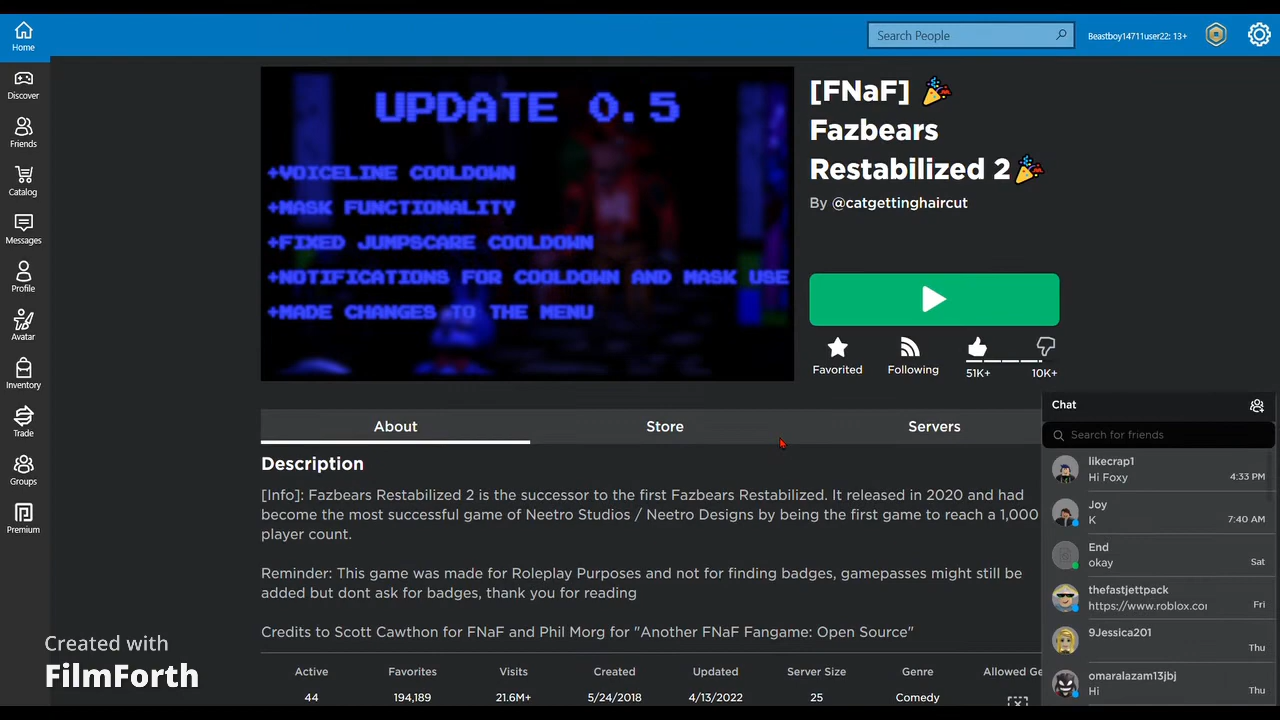 Home
Search People
Beastboy14711user22: 13+
Discover
Friends
Catalog
Messages
Profile
Avatar
Inventory
Trade
Groups
Premium
UPDATE 0.5
+VOICELINE COOLDOWN
+MASK FUNCTIONALITY
+FIXED JUMPSCARE COOLDOWN
+NOTIFICATIONS FOR COOLDOWN AND MASK USE
+MADE CHANGES TO THE MENU
[FNaF] 🎉
Fazbears
Restabilized 2🎉
By @catgettinghaircut
Favorited
Following
51K+
10K+
About
Store
Servers
Description
[Info]: Fazbears Restabilized 2 is the successor to the first Fazbears Restabilized. It released in 2020 and had
become the most successful game of Neetro Studios / Neetro Designs by being the first game to reach a 1,000
player count.
Reminder: This game was made for Roleplay Purposes and not for finding badges, gamepasses might still be
added but dont ask for badges, thank you for reading
Credits to Scott Cawthon for FNaF and Phil Morg for "Another FNaF Fangame: Open Source"
Active Favorites Visits Created Updated Server Size Genre Allowed Ge
44 194,189 21.6M+ 5/24/2018 4/13/2022 25 Comedy
Chat
Search for friends
likecrap1
Hi Foxy 4:33 PM
Joy
K 7:40 AM
End
okay Sat
thefastjettpack
https://www.roblox.co Fri
9Jessica201
Thu
omaralazam13jbj
Hi Thu
Created with
FilmForth